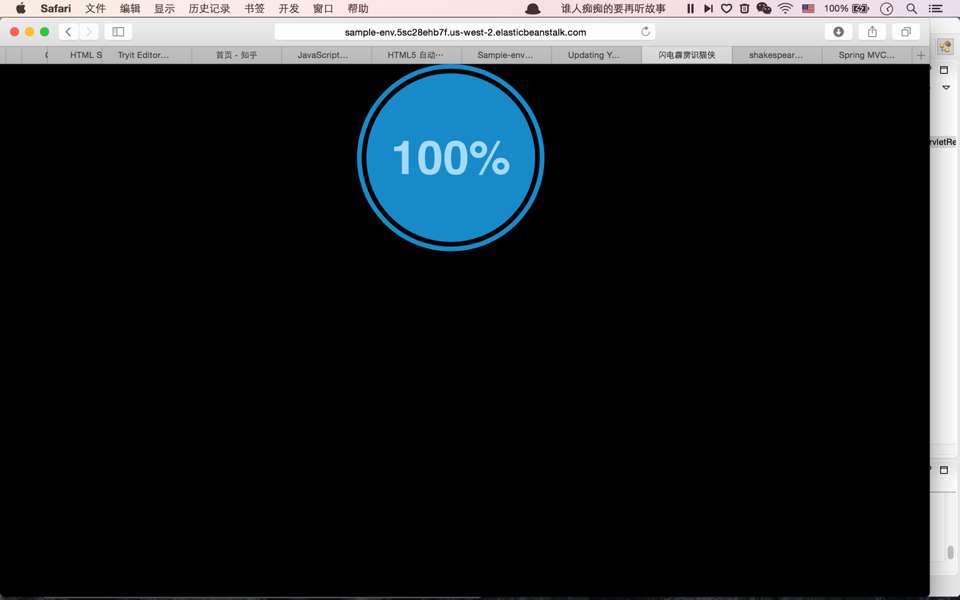 Safari 文件 编辑 显示 历史记录 书签 开发 窗口 帮助 谁人痴痴的要再听故事 100%
sample-env.5sc28ehb7f.us-west-2.elasticbeanstalk.com
HTML S Tryit Editor... 首页 - 知乎 JavaScript... HTML5 自动... Sample-env... Updating Y... 闪电霹雳识猫侠 shakespear... Spring MVC...
rvletRe
100%